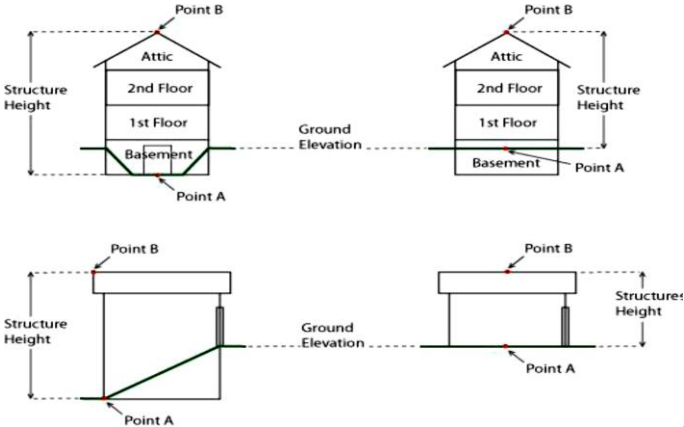 Point B
Structure
Height
Attic
2nd Floor
1st Floor
Basement
Point A
Ground
Elevation
Point B
Attic
2nd Floor
1st Floor
Basement
Structure
Height
Point A
Point B
Structure
Height
Point A
Ground
Elevation
Point B
Structures
Height
Point A